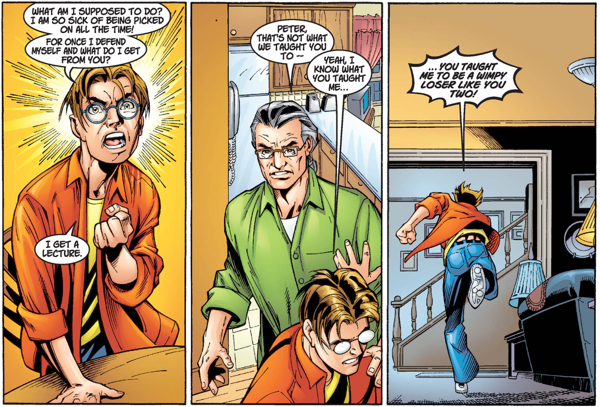 WHAT AM I SUPPOSED TO DO?
I AM SO SICK OF BEING PICKED
ON ALL THE TIME!
FOR ONCE I DEFEND
MYSELF AND WHAT DO I GET
FROM YOU?
I GET A
LECTURE.
PETER,
THAT'S NOT WHAT
WE TAUGHT YOU
TO --
YEAH, I
KNOW WHAT
YOU TAUGHT
ME...
...YOU TAUGHT
ME TO BE A WIMPY
LOSER LIKE YOU
TWO!